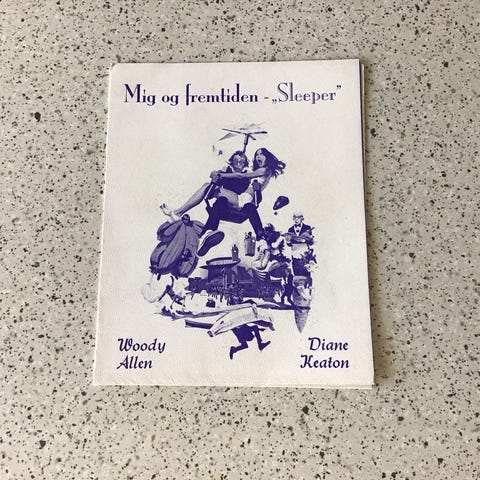 Mig og fremtiden - „Sleeper”
Woody
Allen
Diane
Keaton